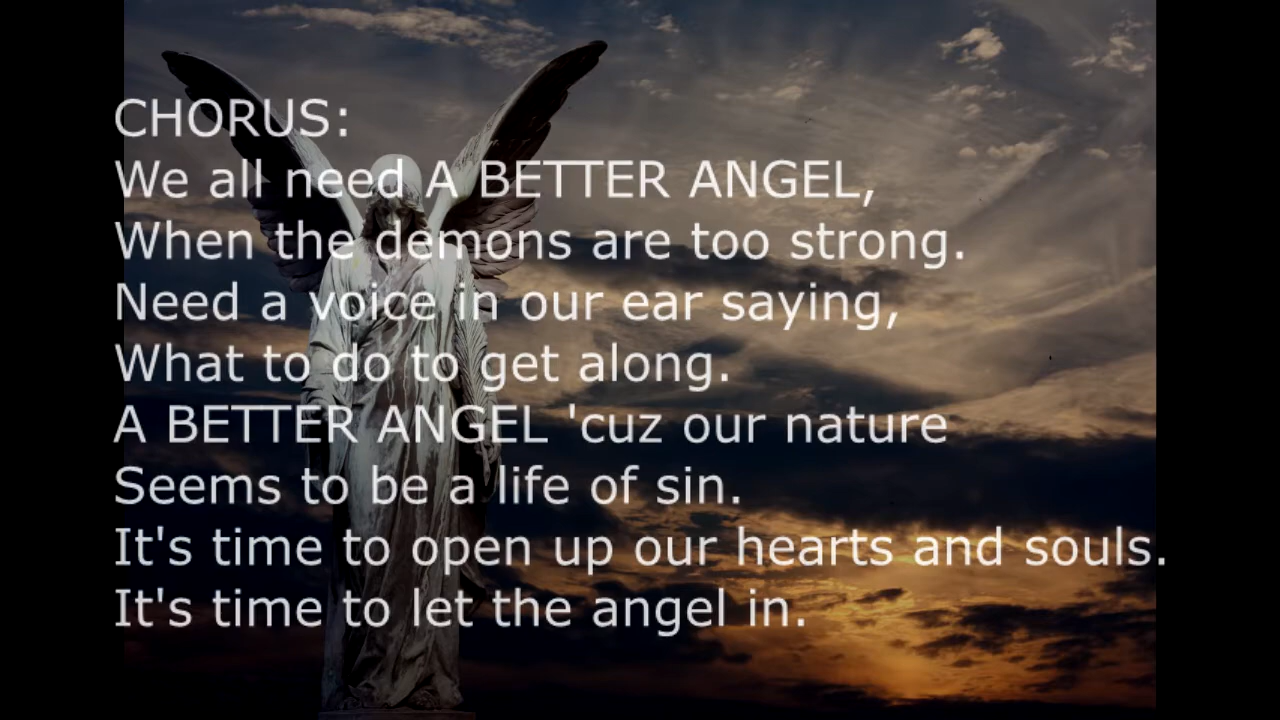 CHORUS:
We all need A BETTER ANGEL,
When the demons are too strong.
Need a voice in our ear saying,
What to do to get along.
A BETTER ANGEL 'cuz our nature
Seems to be a life of sin.
It's time to open up our hearts and souls.
It's time to let the angel in.